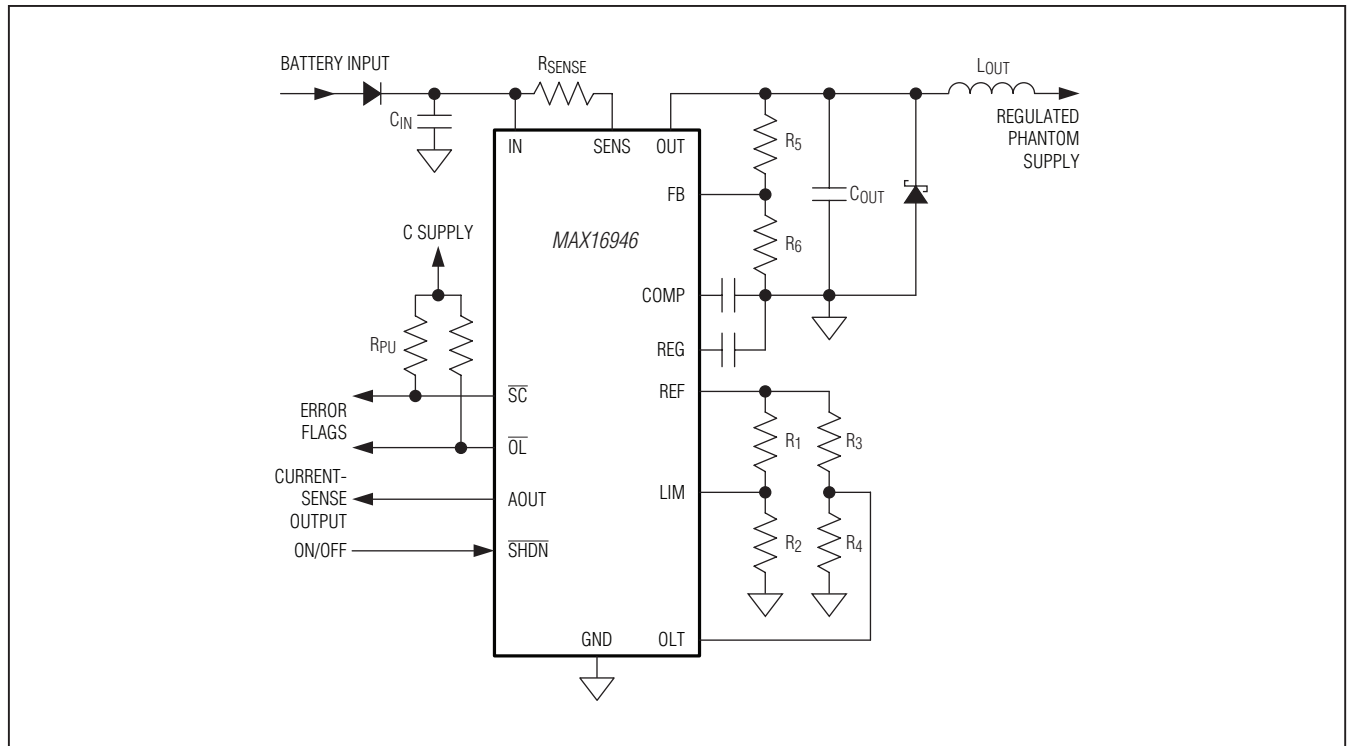 BATTERY INPUT
RSENSE
LOUT
CIN
REGULATED
PHANTOM
SUPPLY
IN
SENS
OUT
R5
FB
COUT
C SUPPLY
MAX16946
R6
COMP
RPU
REG
SC
REF
ERROR
FLAGS
OL
R1
R3
CURRENT-
SENSE
OUTPUT
AOUT
LIM
R2
R4
ON/OFF
SHDN
GND
OLT